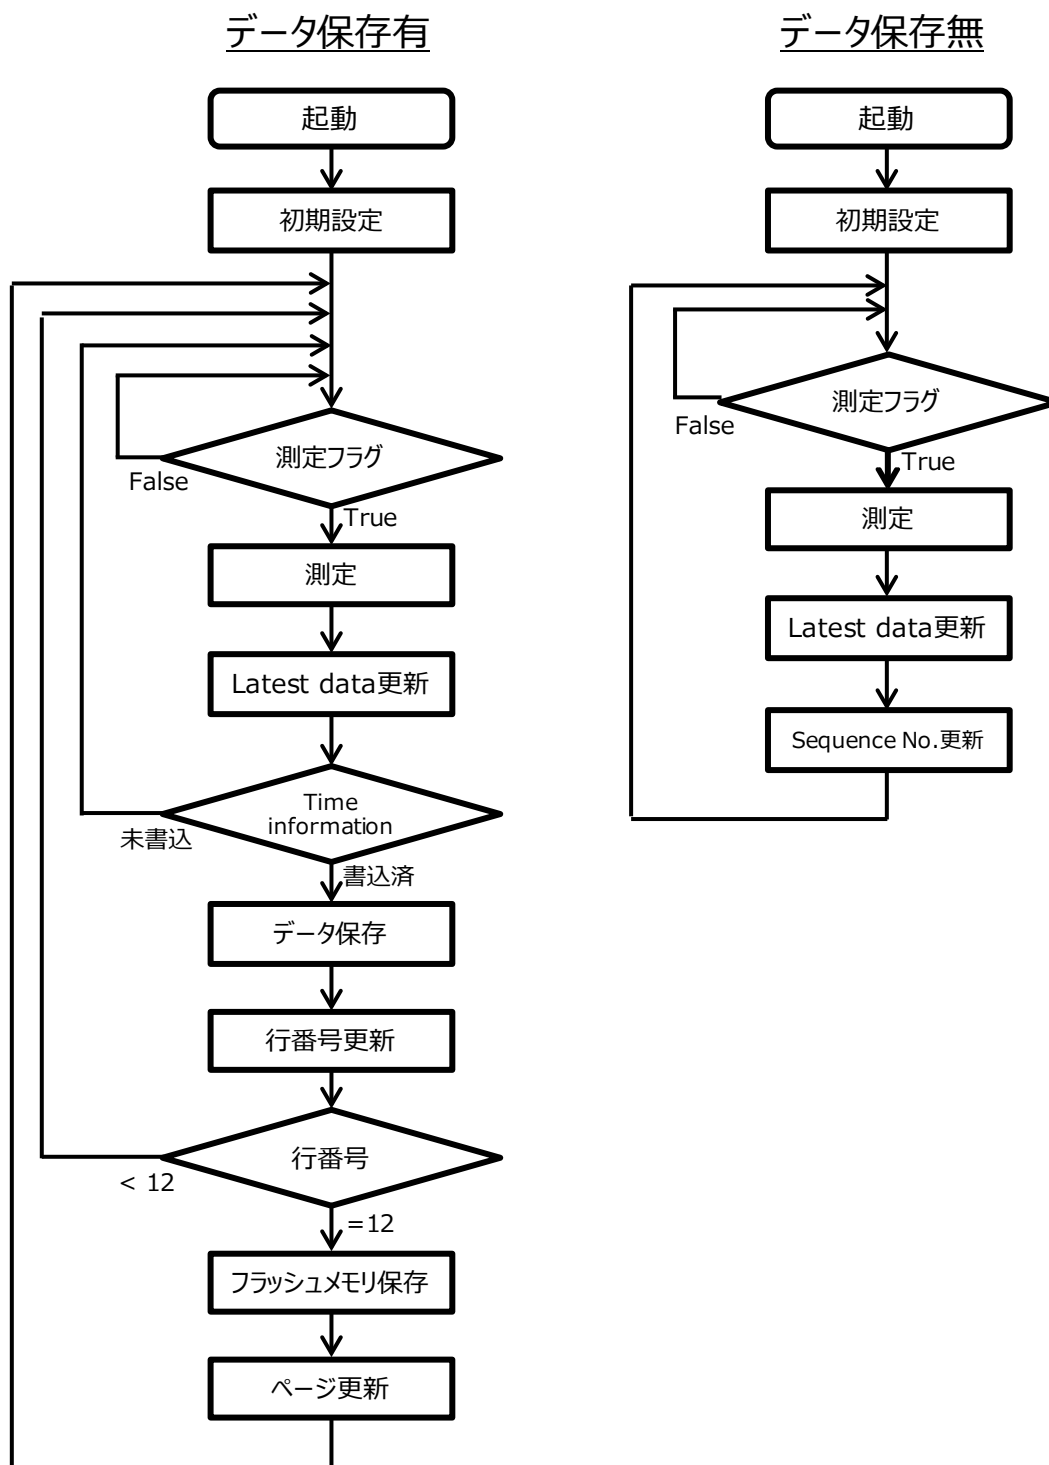 データ保存有
起動
初期設定
測定フラグ
False
True
測定
Latest data更新
Time
information
未書込
書込済
データ保存
行番号更新
行番号
< 12
=12
フラッシュメモリ保存
ページ更新
データ保存無
起動
初期設定
測定フラグ
False
True
測定
Latest data更新
Sequence No.更新